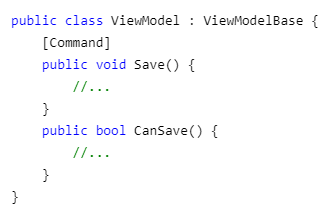 public class ViewModel : ViewModelBase {
    [Command]
    public void Save() {
        //...
    }
    public bool CanSave() {
        //...
    }
}